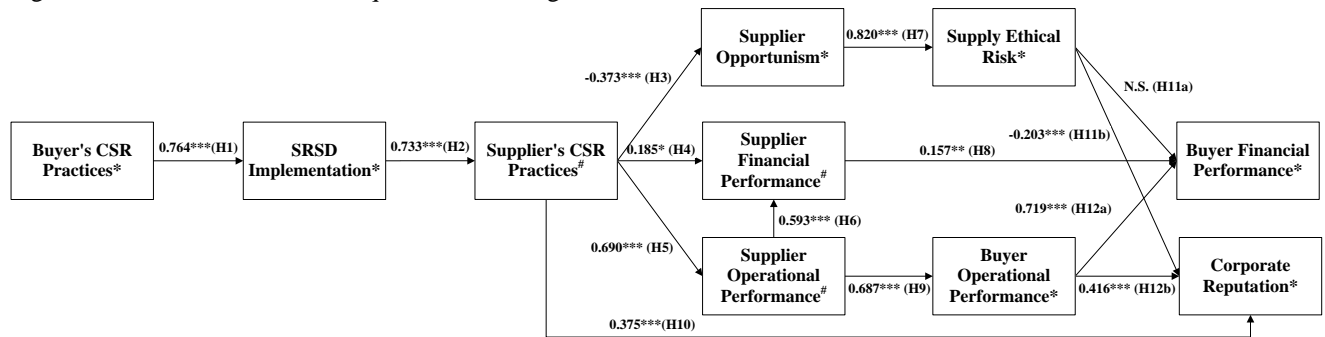 Supplier
Opportunism*
0.820*** (H7)
Supply Ethical
Risk*
-0.373*** (H3)
N.S. (H11a)
Buyer's CSR
Practices*
0.764***(H1)
SRSD
Implementation*
0.733***(H2)
Supplier's CSR
Practices#
0.185* (H4)
Supplier
Financial
Performance#
-0.203*** (H11b)
0.157** (H8)
Buyer Financial
Performance*
0.593*** (H6)
0.719*** (H12a)
0.690*** (H5)
Supplier
Operational
Performance#
0.687*** (H9)
Buyer
Operational
Performance*
0.416*** (H12b)
Corporate
Reputation*
0.375***(H10)